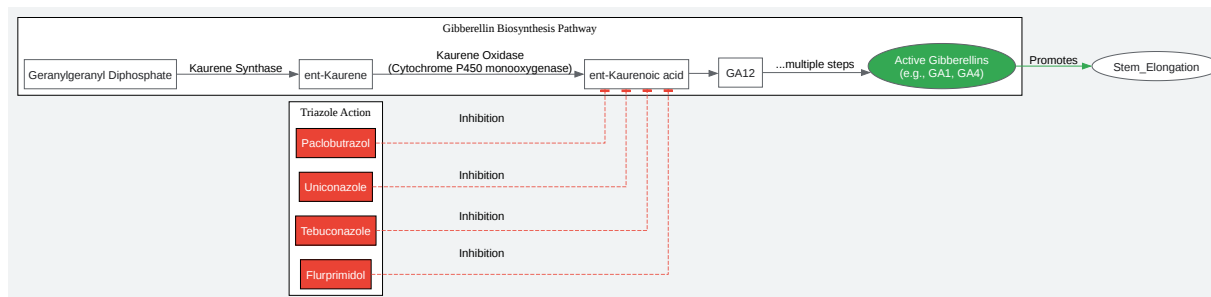 Gibberellin Biosynthesis Pathway
Geranylgeranyl Diphosphate
Kaurene Synthase
ent-Kaurene
Kaurene Oxidase
(Cytochrome P450 monooxygenase)
ent-Kaurenoic acid
GA12
...multiple steps
Active Gibberellins
(e.g., GA1, GA4)
Promotes
Stem_Elongation
Triazole Action
Paclobutrazol
Inhibition
Uniconazole
Inhibition
Tebuconazole
Inhibition
Flurprimidol
Inhibition